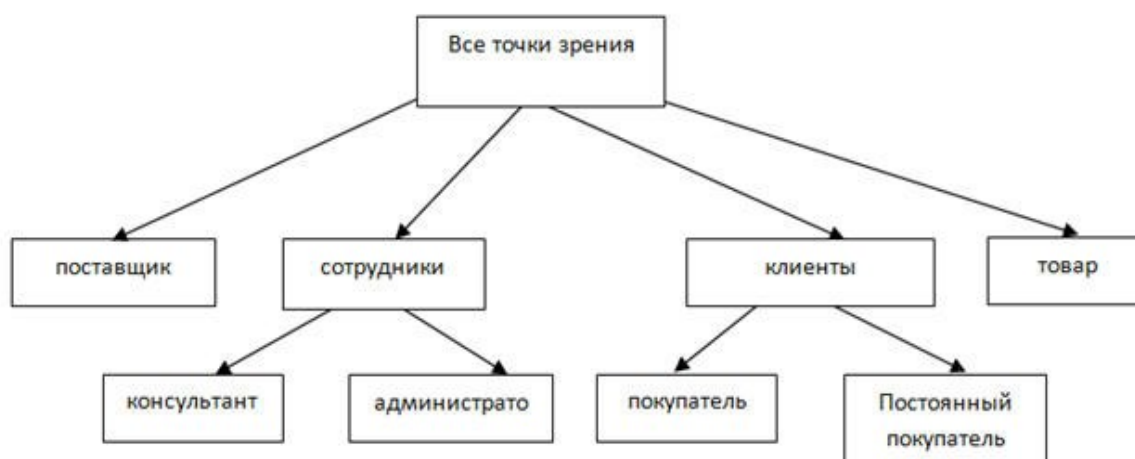 Все точки зрения
поставщик
сотрудники
клиенты
товар
консультант
администрато
покупатель
Постоянный
покупатель